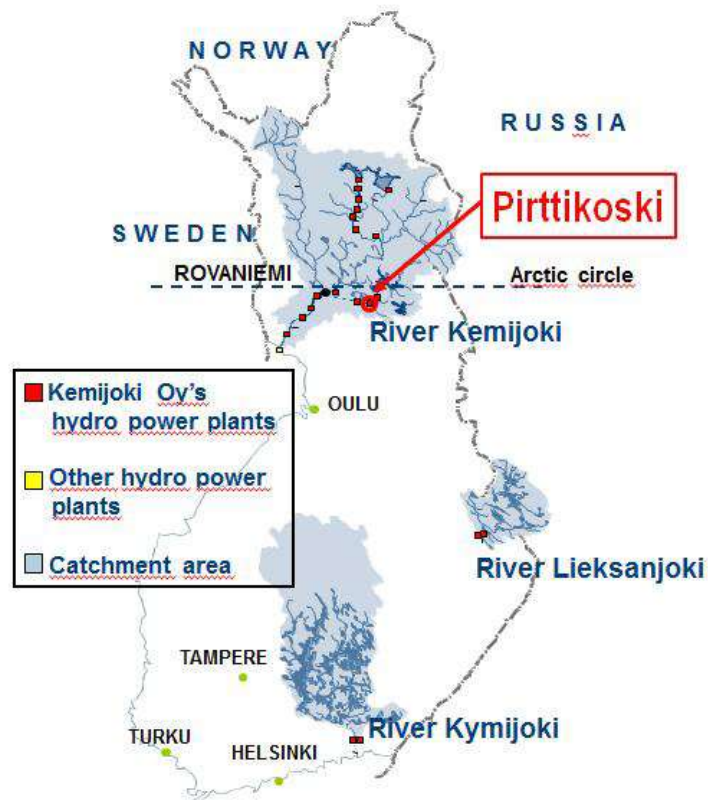 NORWAY
RUSSIA
Pirttikoski
SWEDEN
ROVANIEMI
Arctic circle
River Kemijoki
Kemijoki Oy's
hydro power plants
OULU
Other hydro power
plants
Catchment area
River Lieksanjoki
TAMPERE
River Kymijoki
TURKU
HELSINKI